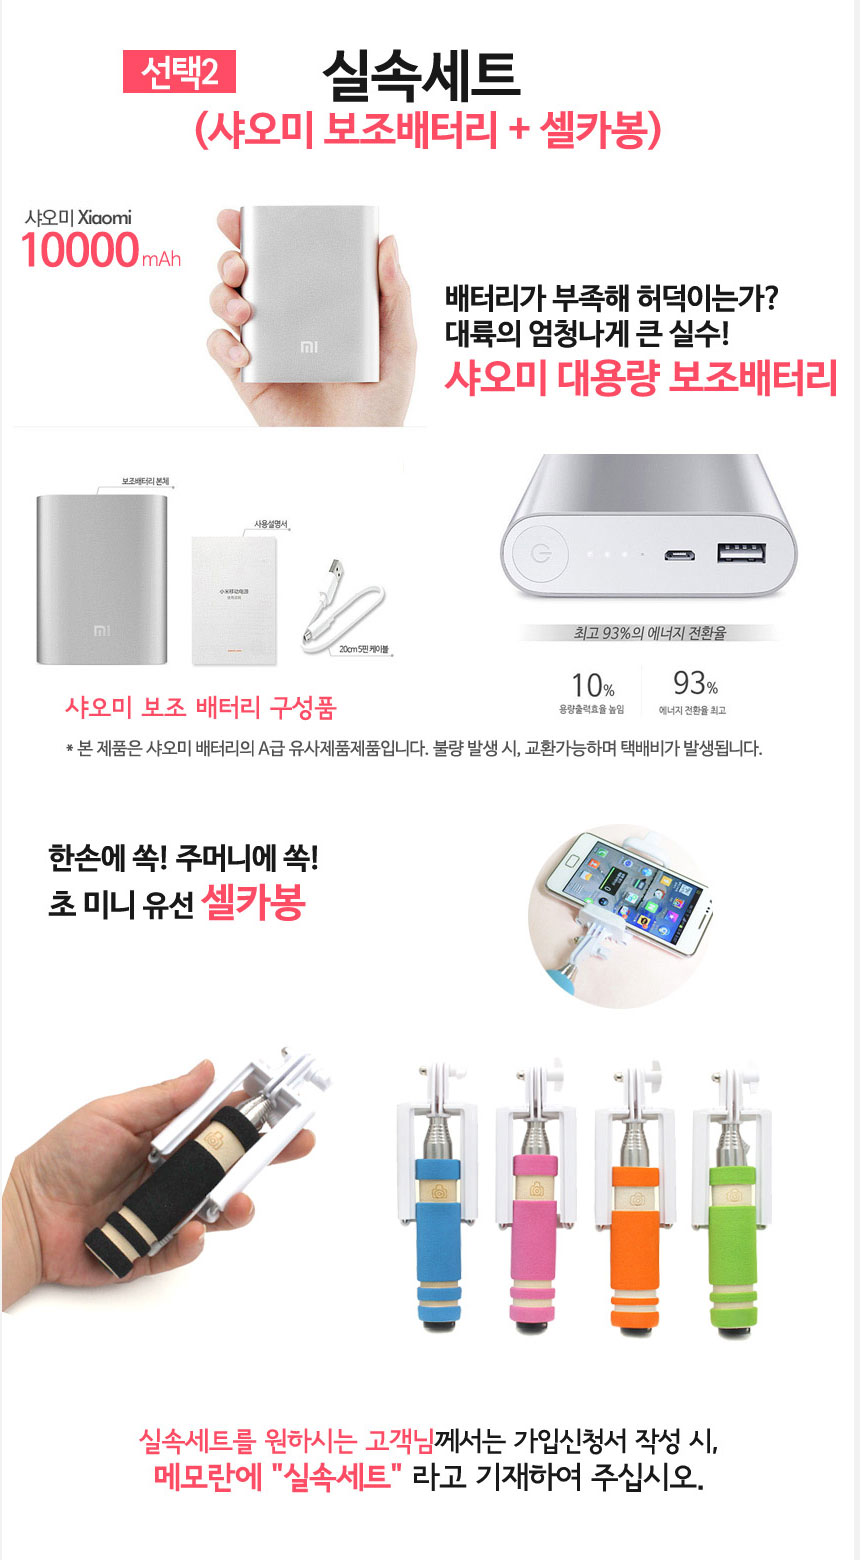 선택2
실속세트
(샤오미 보조배터리 + 셀카봉)
샤오미 Xiaomi
10000 mAh
배터리가 부족해 허덕이는가?
대륙의 엄청나게 큰 실수!
샤오미 대용량 보조배터리
보조배터리 본체
사용설명서
小米移动电源
20cm 5핀 케이블
샤오미 보조 배터리 구성품
최고 93%의 에너지 전환율
10%
용량출력효율 높임
93%
에너지 전환율 최고
* 본 제품은 샤오미 배터리의 A급 유사제품제품입니다. 불량 발생 시, 교환가능하며 택배비가 발생됩니다.
한손에 쏙! 주머니에 쏙!
초 미니 유선 셀카봉
실속세트를 원하시는 고객님께서는 가입신청서 작성 시,
메모란에 "실속세트" 라고 기재하여 주십시오.